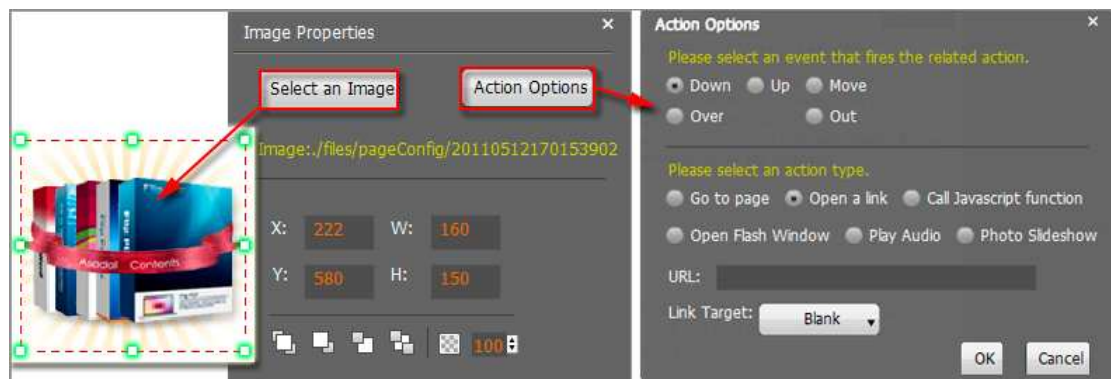 Image Properties
×
Select an Image
Action Options
Image:./files/pageConfig/20110512170153902
X: 222 W: 160
Y: 580 H: 150
100
Asadal Contents
Action Options
×
Please select an event that fires the related action.
Down Up Move
Over Out
Please select an action type.
Go to page Open a link Call Javascript function
Open Flash Window Play Audio Photo Slideshow
URL:
Link Target: Blank
OK Cancel